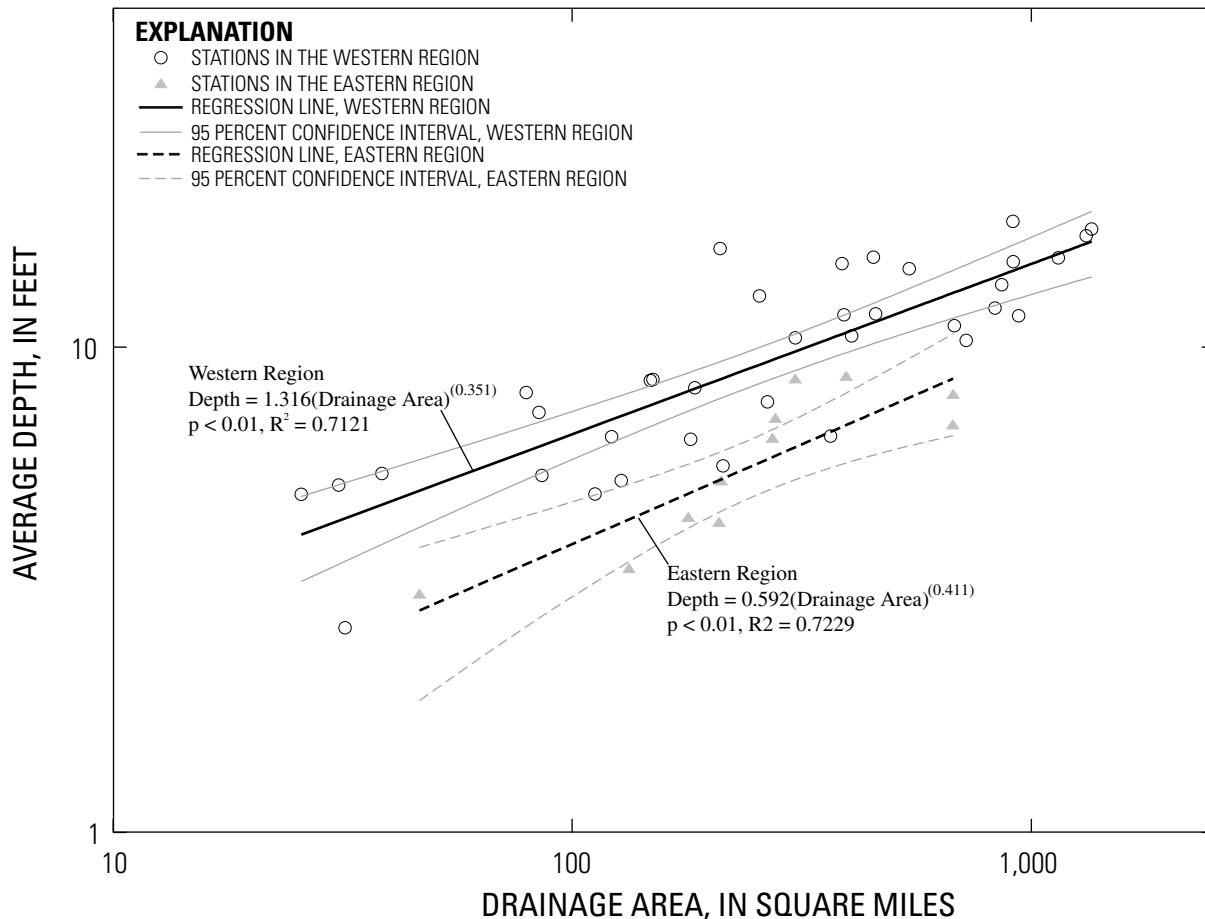 EXPLANATION
STATIONS IN THE WESTERN REGION
STATIONS IN THE EASTERN REGION
REGRESSION LINE, WESTERN REGION
95 PERCENT CONFIDENCE INTERVAL, WESTERN REGION
REGRESSION LINE, EASTERN REGION
95 PERCENT CONFIDENCE INTERVAL, EASTERN REGION
AVERAGE DEPTH, IN FEET
10
1
Western Region
Depth = 1.316(Drainage Area)^(0.351)
p < 0.01, R² = 0.7121
Eastern Region
Depth = 0.592(Drainage Area)^(0.411)
p < 0.01, R2 = 0.7229
10 100 1,000
DRAINAGE AREA, IN SQUARE MILES